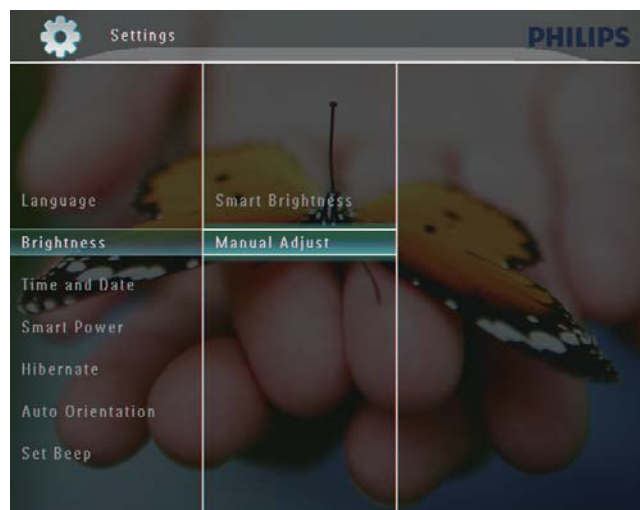 Settings
PHILIPS
Language
Smart Brightness
Brightness
Manual Adjust
Time and Date
Smart Power
Hibernate
Auto Orientation
Set Beep